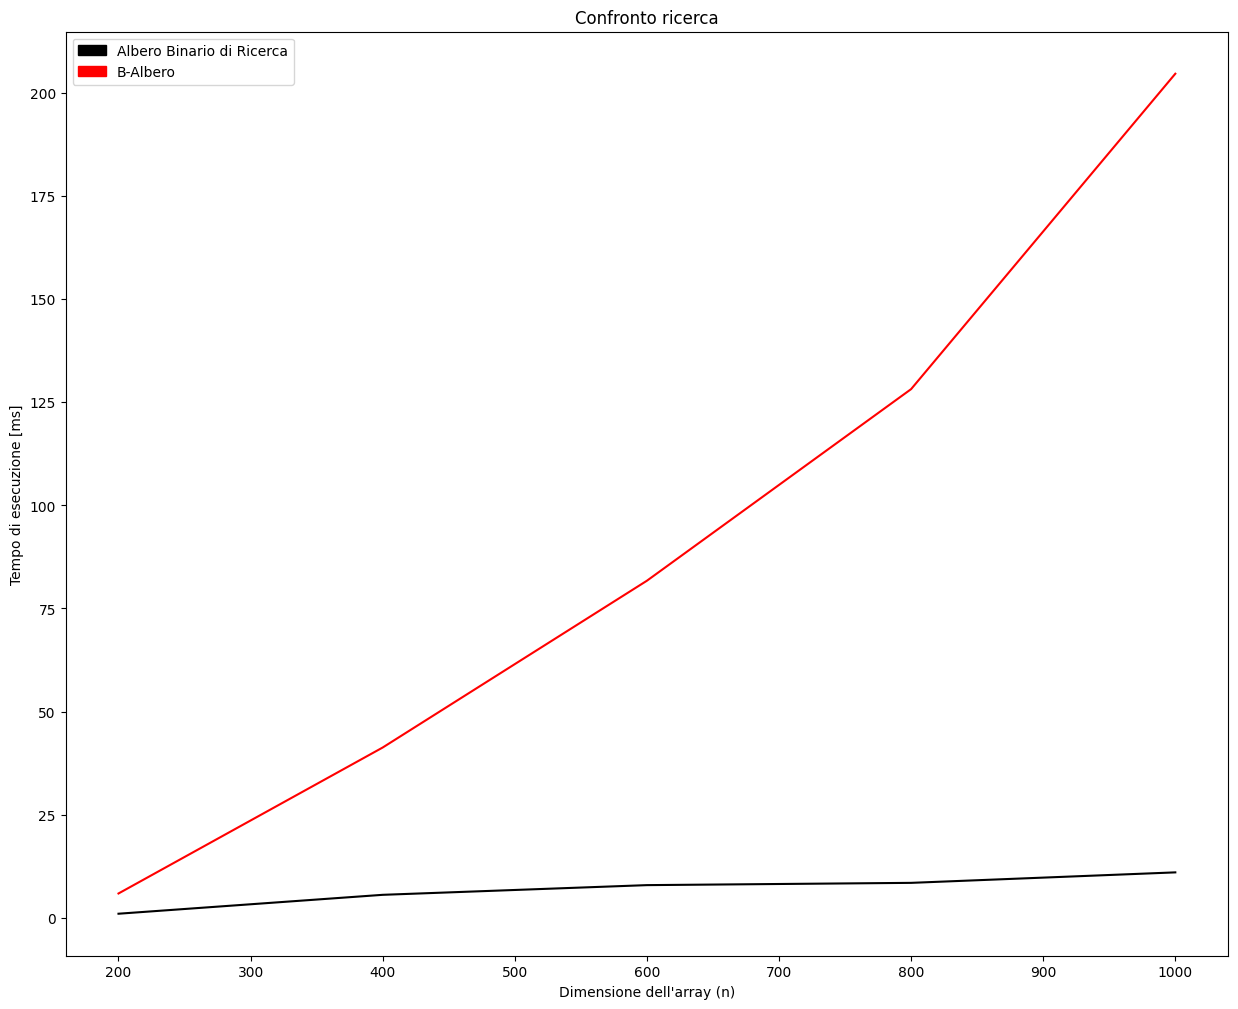 Confronto ricerca
Albero Binario di Ricerca
B-Albero
200
175
150
125
100
75
50
25
0
Tempo di esecuzione [ms]
200 300 400 500 600 700 800 900 1000
Dimensione dell'array (n)